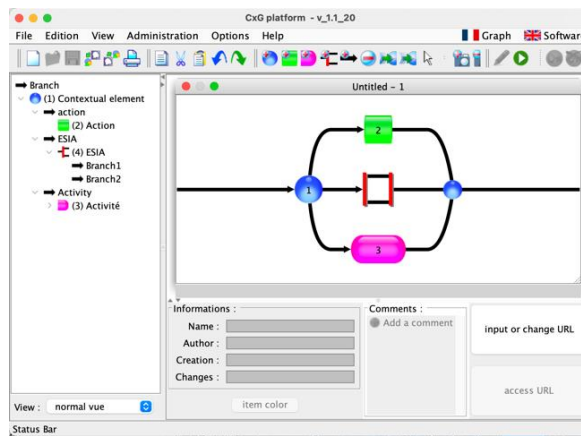 CxG platform - v_1.1_20
File Edition View Administration Options Help Graph Softwar
Branch
(1) Contextual element
action
(2) Action
ESIA
(4) ESIA
Branch1
Branch2
Activity
(3) Activité
View : normal vue
Status Bar
Untitled - 1
2
1
3
Informations :
Name :
Author :
Creation :
Changes :
item color
Comments :
Add a comment
input or change URL
access URL